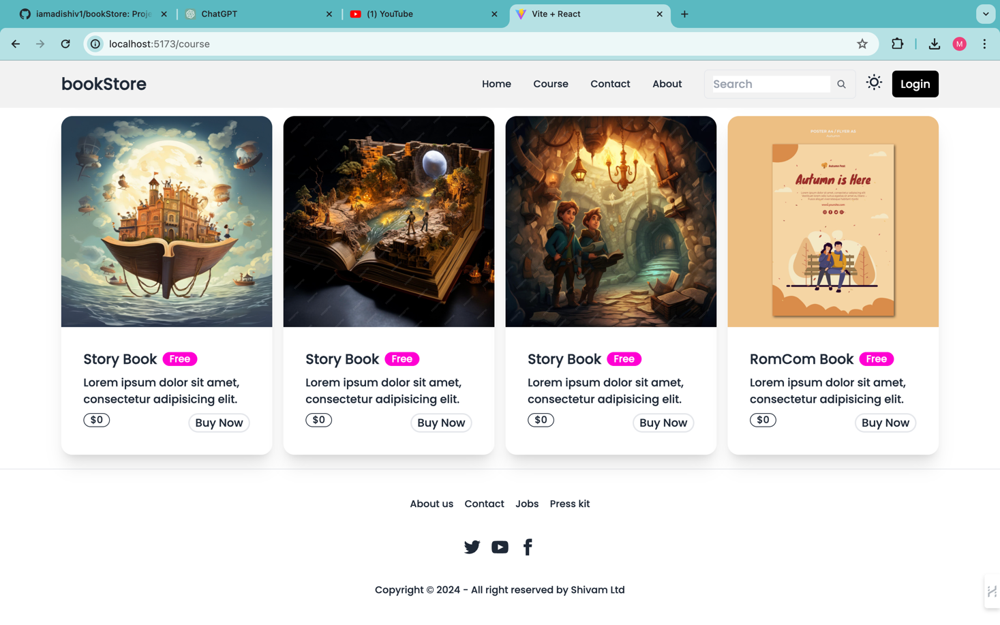 iamadishiv1/bookStore: Proje
ChatGPT
(1) YouTube
Vite + React
localhost:5173/course
M
bookStore
Home Course Contact About
Search
Login
POSTER A4 / FLYER A5
Autumn Fest
Autumn is Here
Story Book Free
Lorem ipsum dolor sit amet,
consectetur adipisicing elit.
$0 Buy Now
Story Book Free
Lorem ipsum dolor sit amet,
consectetur adipisicing elit.
$0 Buy Now
Story Book Free
Lorem ipsum dolor sit amet,
consectetur adipisicing elit.
$0 Buy Now
RomCom Book Free
Lorem ipsum dolor sit amet,
consectetur adipisicing elit.
$0 Buy Now
About us Contact Jobs Press kit
Copyright © 2024 - All right reserved by Shivam Ltd